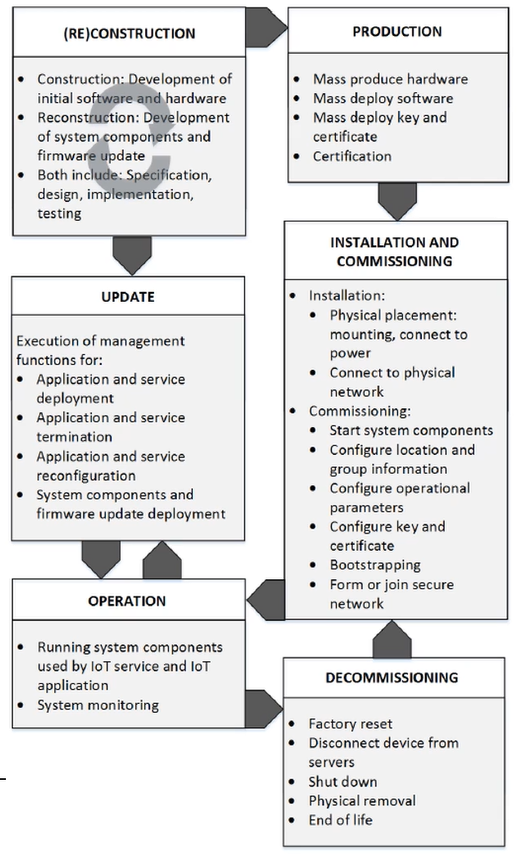 (RE)CONSTRUCTION
• Construction: Development of
initial software and hardware
• Reconstruction: Development
of system components and
firmware update
• Both include: Specification,
design, implementation,
testing
PRODUCTION
• Mass produce hardware
• Mass deploy software
• Mass deploy key and
certificate
• Certification
UPDATE
Execution of management
functions for:
• Application and service
deployment
• Application and service
termination
• Application and service
reconfiguration
• System components and
firmware update deployment
INSTALLATION AND
COMMISSIONING
• Installation:
• Physical placement:
mounting, connect to
power
• Connect to physical
network
• Commissioning:
• Start system components
• Configure location and
group information
• Configure operational
parameters
• Configure key and
certificate
• Bootstrapping
• Form or join secure
network
OPERATION
• Running system components
used by IoT service and IoT
application
• System monitoring
DECOMMISSIONING
• Factory reset
• Disconnect device from
servers
• Shut down
• Physical removal
• End of life